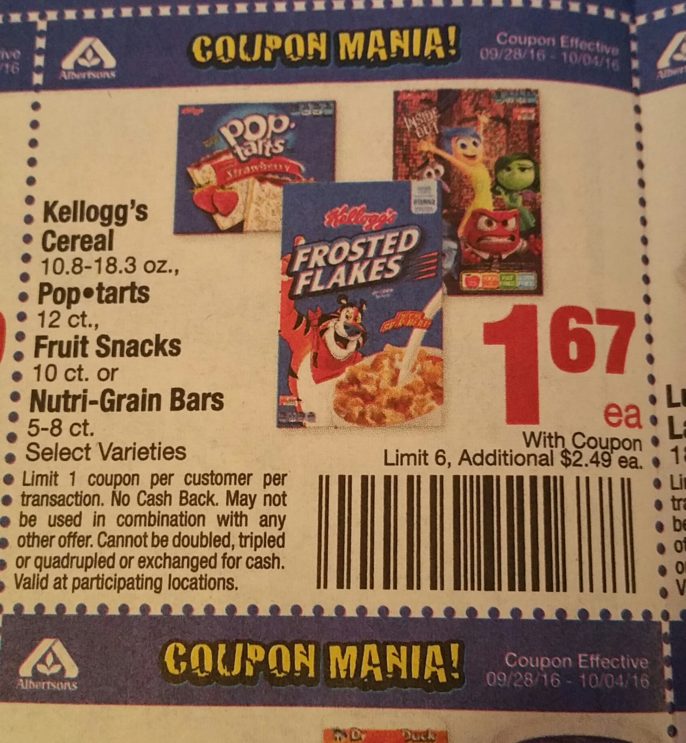 COUPON MANIA!
Coupon Effective
09/28/16 - 10/04/16
Albertsons
Kellogg's
Pop•tarts
Strawberry
INSIDE
OUT
Kellogg's
FROSTED
FLAKES
Kellogg's
Cereal
10.8-18.3 oz.,
Pop•tarts
12 ct.,
Fruit Snacks
10 ct. or
Nutri-Grain Bars
5-8 ct.
Select Varieties
1 67
ea
With Coupon
Limit 6, Additional $2.49 ea.
Limit 1 coupon per customer per
transaction. No Cash Back. May not
be used in combination with any
other offer. Cannot be doubled, tripled
or quadrupled or exchanged for cash.
Valid at participating locations.
COUPON MANIA!
Coupon Effective
09/28/16 - 10/04/16
Albertsons